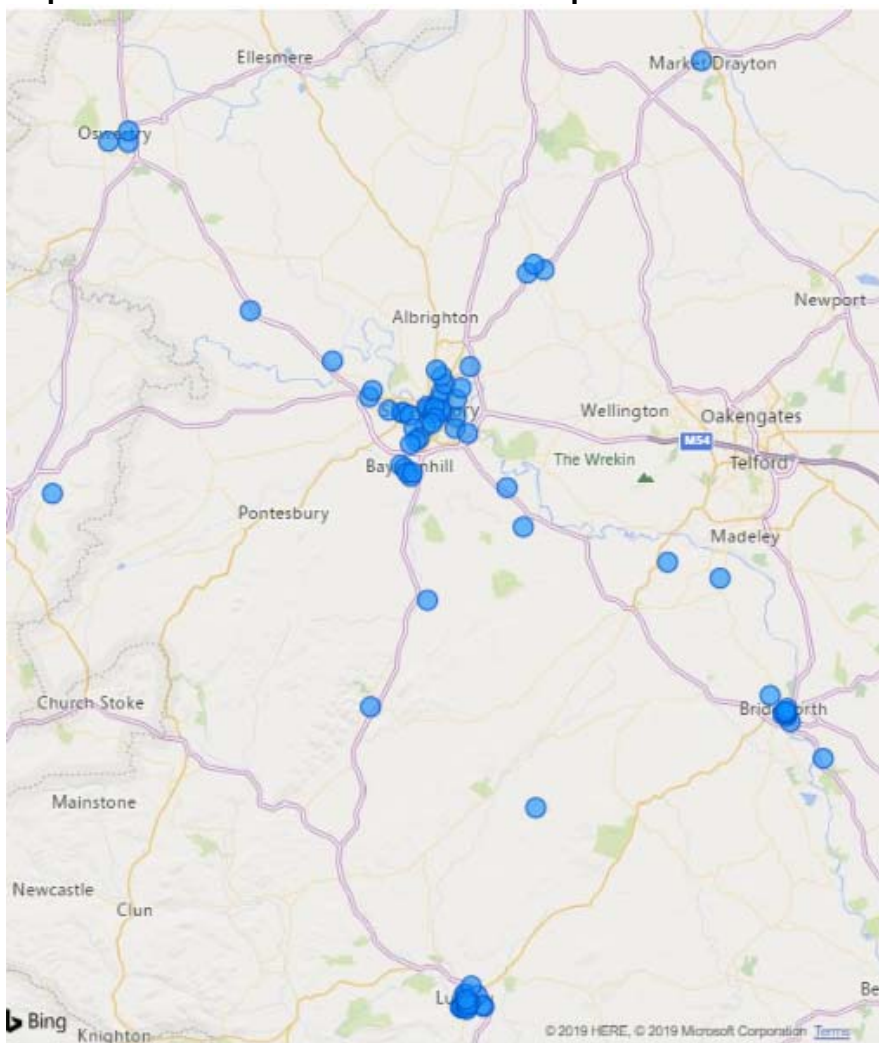 Ellesmere
Market Drayton
Oswestry
Newport
Albrighton
Wellington
Oakengates
M54
The Wrekin
Telford
Pontesbury
Madeley
Church Stoke
Mainstone
Newcastle
Clun
Bing
Knighton
© 2019 HERE, © 2019 Microsoft Corporation Terms